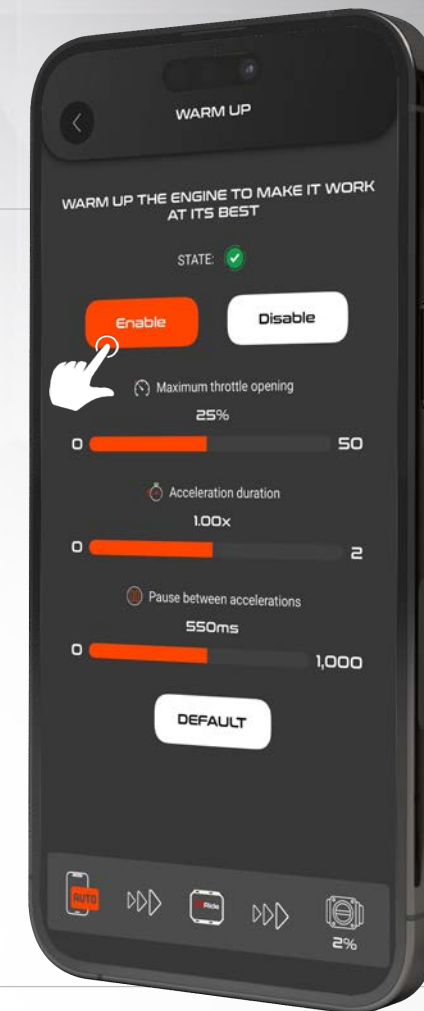 WARM UP
WARM UP THE ENGINE TO MAKE IT WORK
AT ITS BEST
STATE:
Enable
Disable
Maximum throttle opening
25%
0
50
Acceleration duration
1.00x
0
2
Pause between accelerations
550ms
0
1,000
DEFAULT
AUTO
Ride
2%